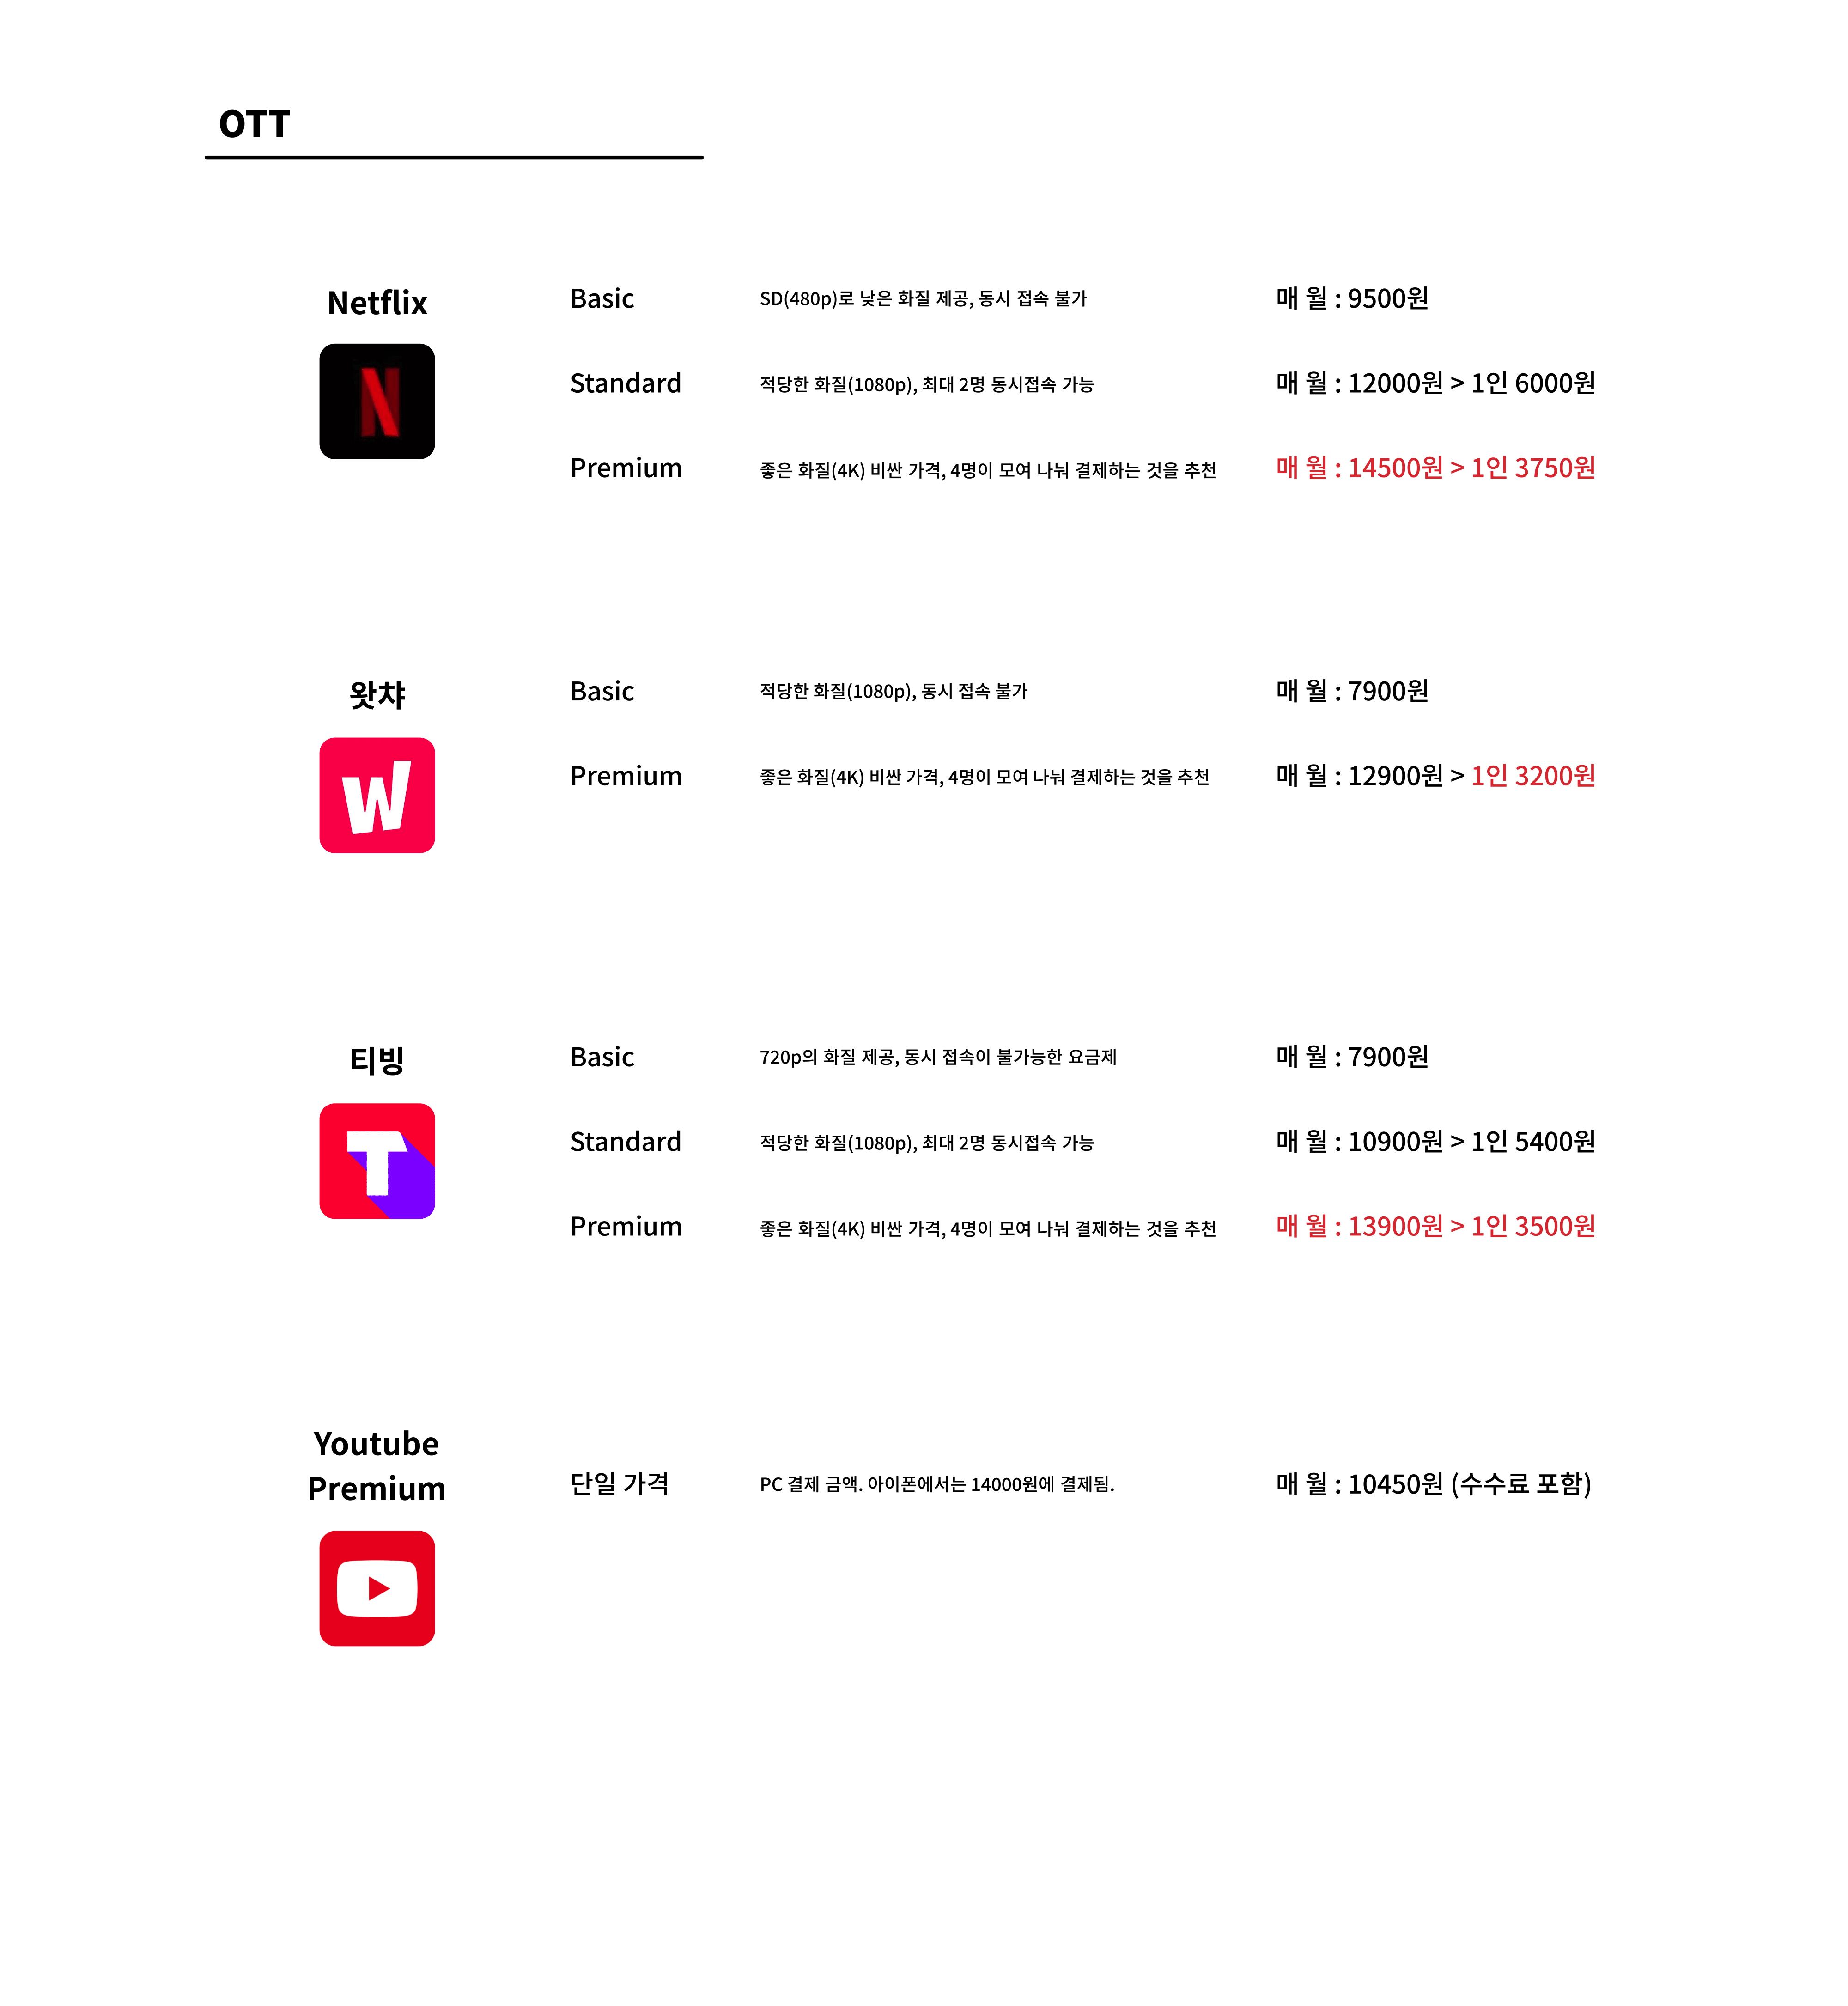 OTT
Netflix
Basic SD(480p)로 낮은 화질 제공, 동시 접속 불가 매 월 : 9500원
Standard 적당한 화질(1080p), 최대 2명 동시접속 가능 매 월 : 12000원 > 1인 6000원
Premium 좋은 화질(4K) 비싼 가격, 4명이 모여 나눠 결제하는 것을 추천 매 월 : 14500원 > 1인 3750원
N
왓챠
Basic 적당한 화질(1080p), 동시 접속 불가 매 월 : 7900원
Premium 좋은 화질(4K) 비싼 가격, 4명이 모여 나눠 결제하는 것을 추천 매 월 : 12900원 > 1인 3200원
W
티빙
Basic 720p의 화질 제공, 동시 접속이 불가능한 요금제 매 월 : 7900원
Standard 적당한 화질(1080p), 최대 2명 동시접속 가능 매 월 : 10900원 > 1인 5400원
Premium 좋은 화질(4K) 비싼 가격, 4명이 모여 나눠 결제하는 것을 추천 매 월 : 13900원 > 1인 3500원
T
Youtube
Premium
단일 가격 PC 결제 금액. 아이폰에서는 14000원에 결제됨. 매 월 : 10450원 (수수료 포함)